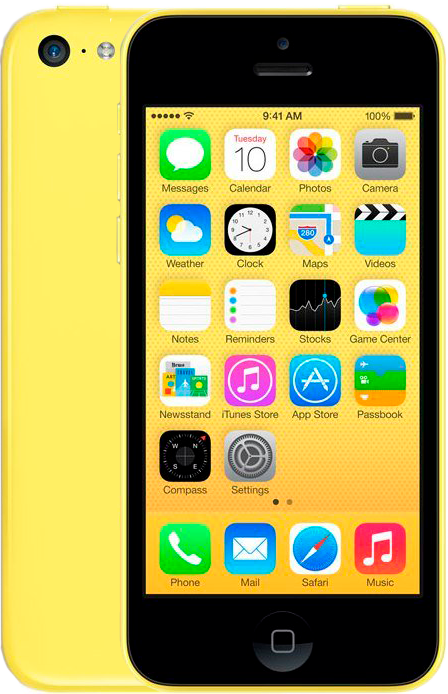 9:41 AM 100%
Tuesday
10
Messages Calendar Photos Camera
280
Weather Clock Maps Videos
Notes Reminders Stocks Game Center
Newsstand iTunes Store App Store Passbook
N
W
E
S
Compass Settings
Phone Mail Safari Music